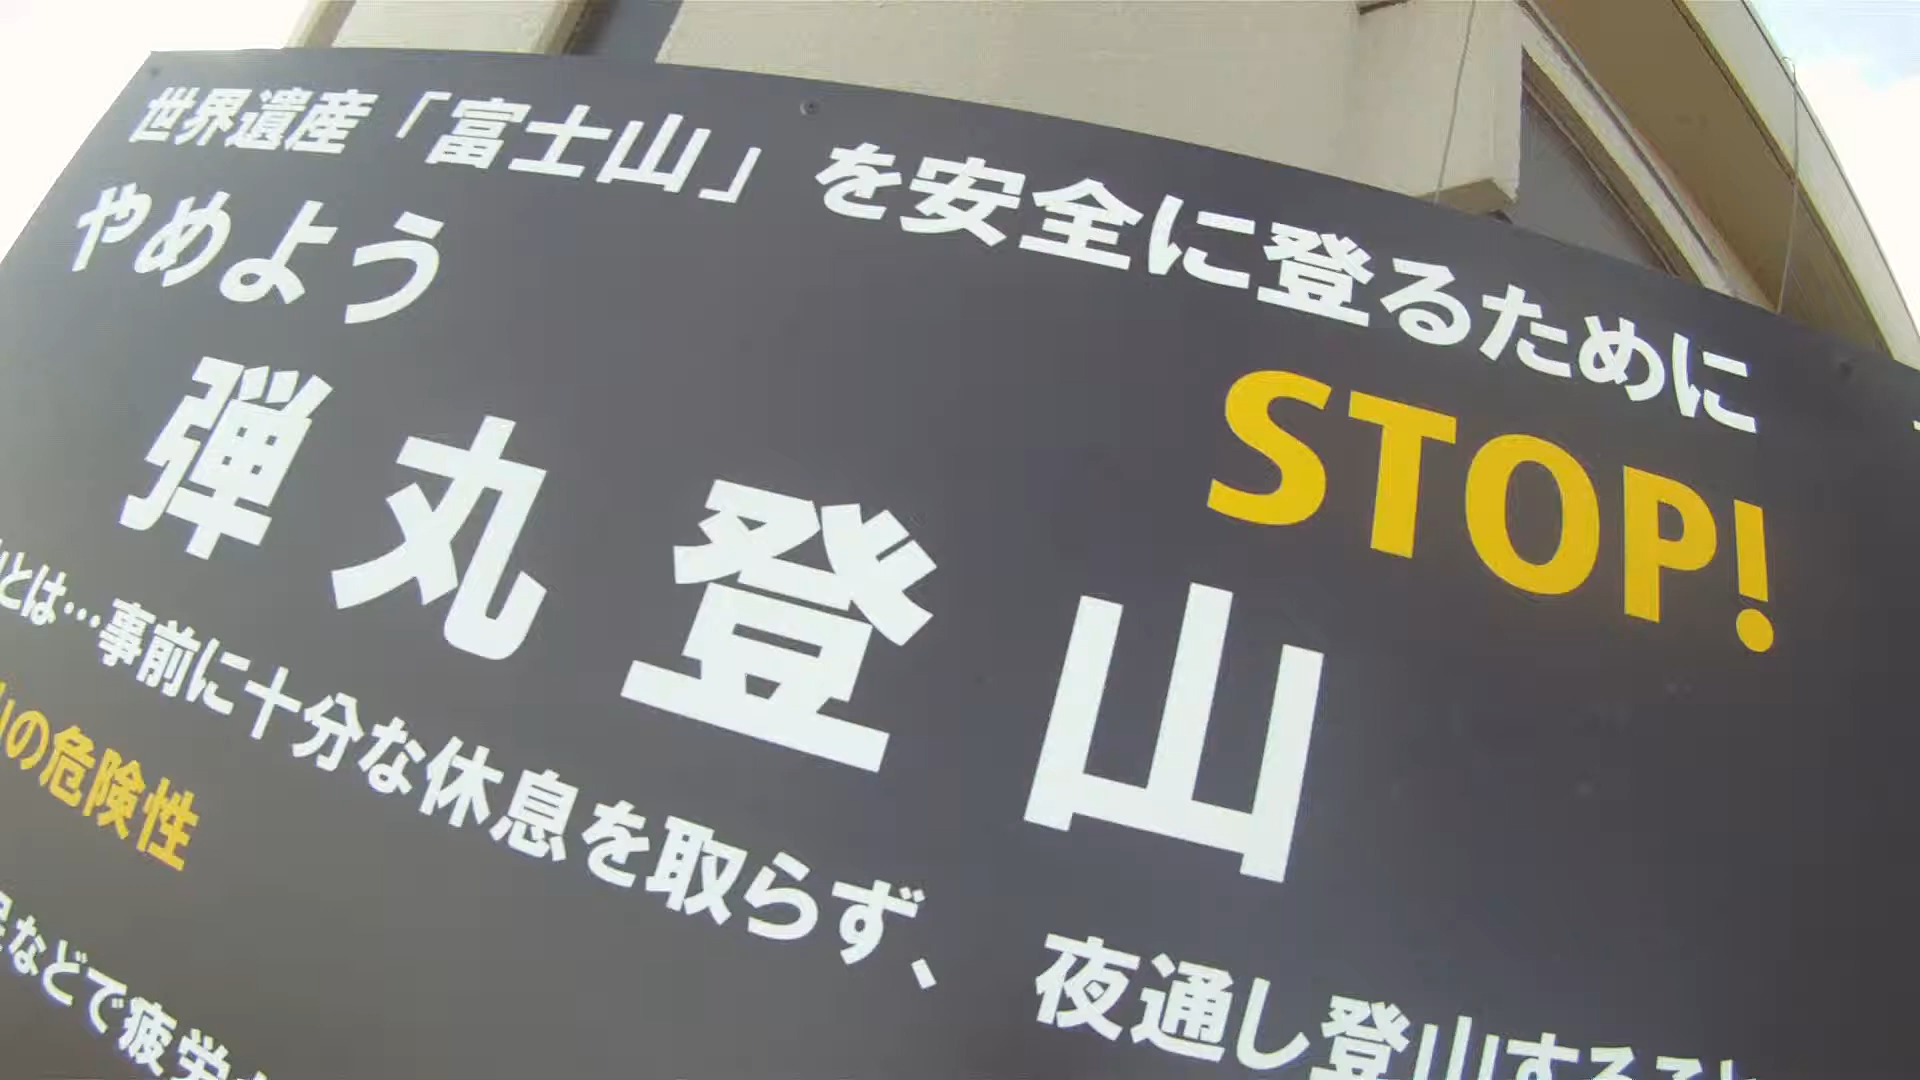 世界遺産「富士山」を安全に登るために
やめよう
弾丸登山
STOP!
とは…事前に十分な休息を取らず、夜通し登山すること
の危険性
などで疲労